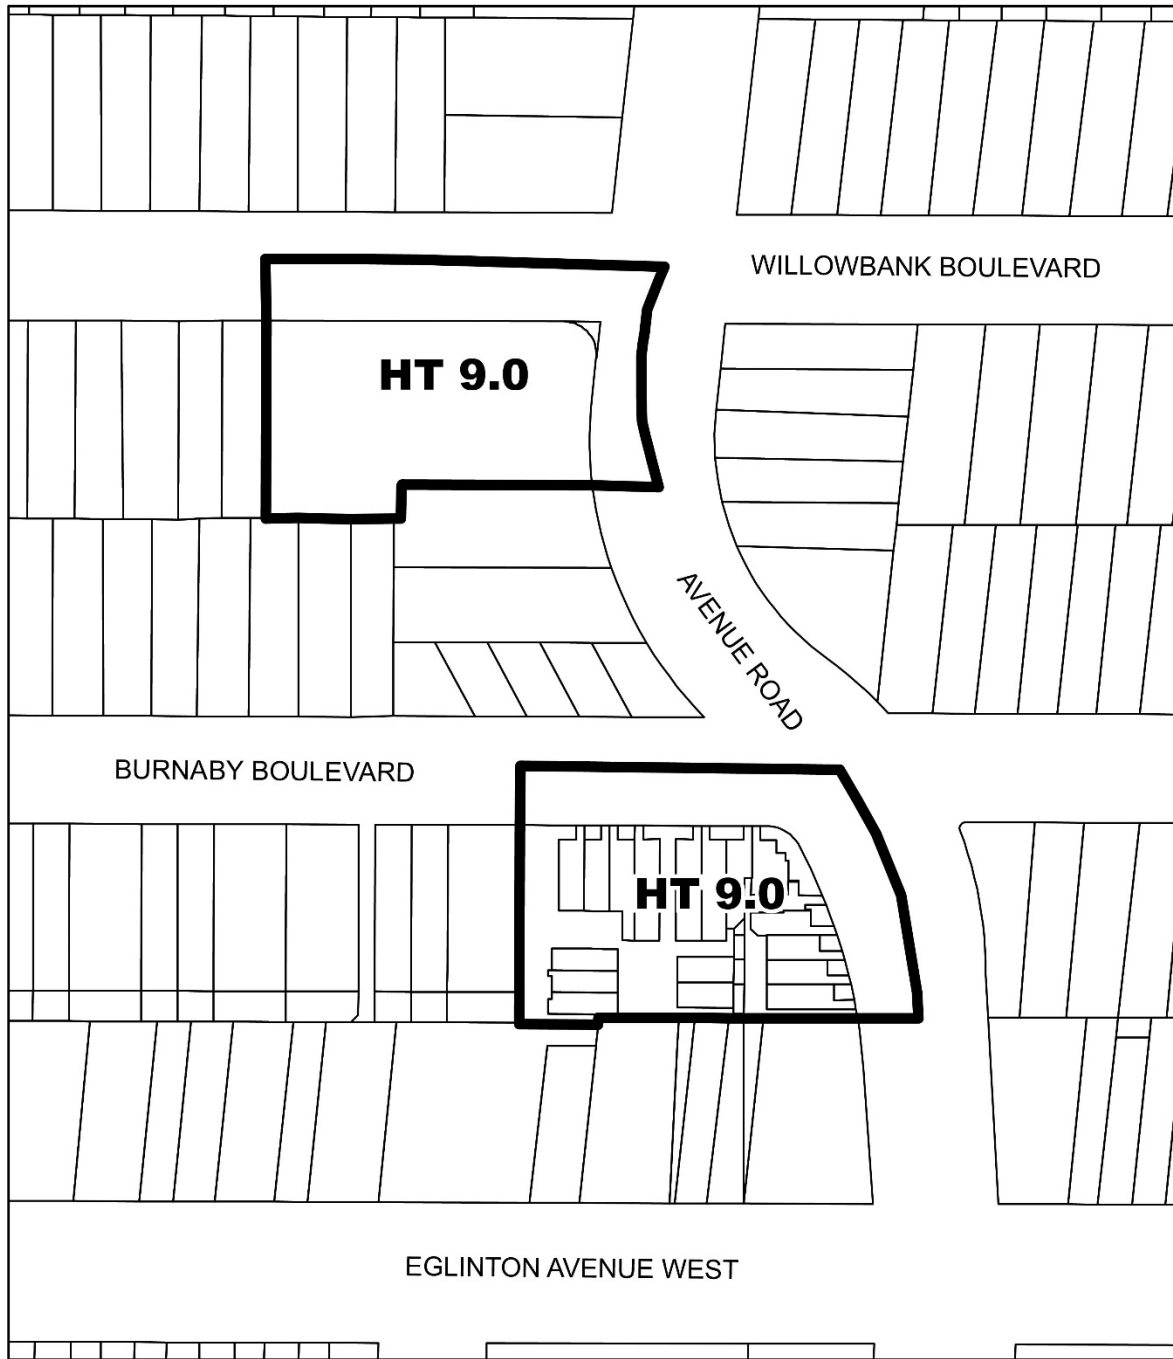 WILLOWBANK BOULEVARD
HT 9.0
AVENUE ROAD
BURNABY BOULEVARD
HT 9.0
EGLINTON AVENUE WEST